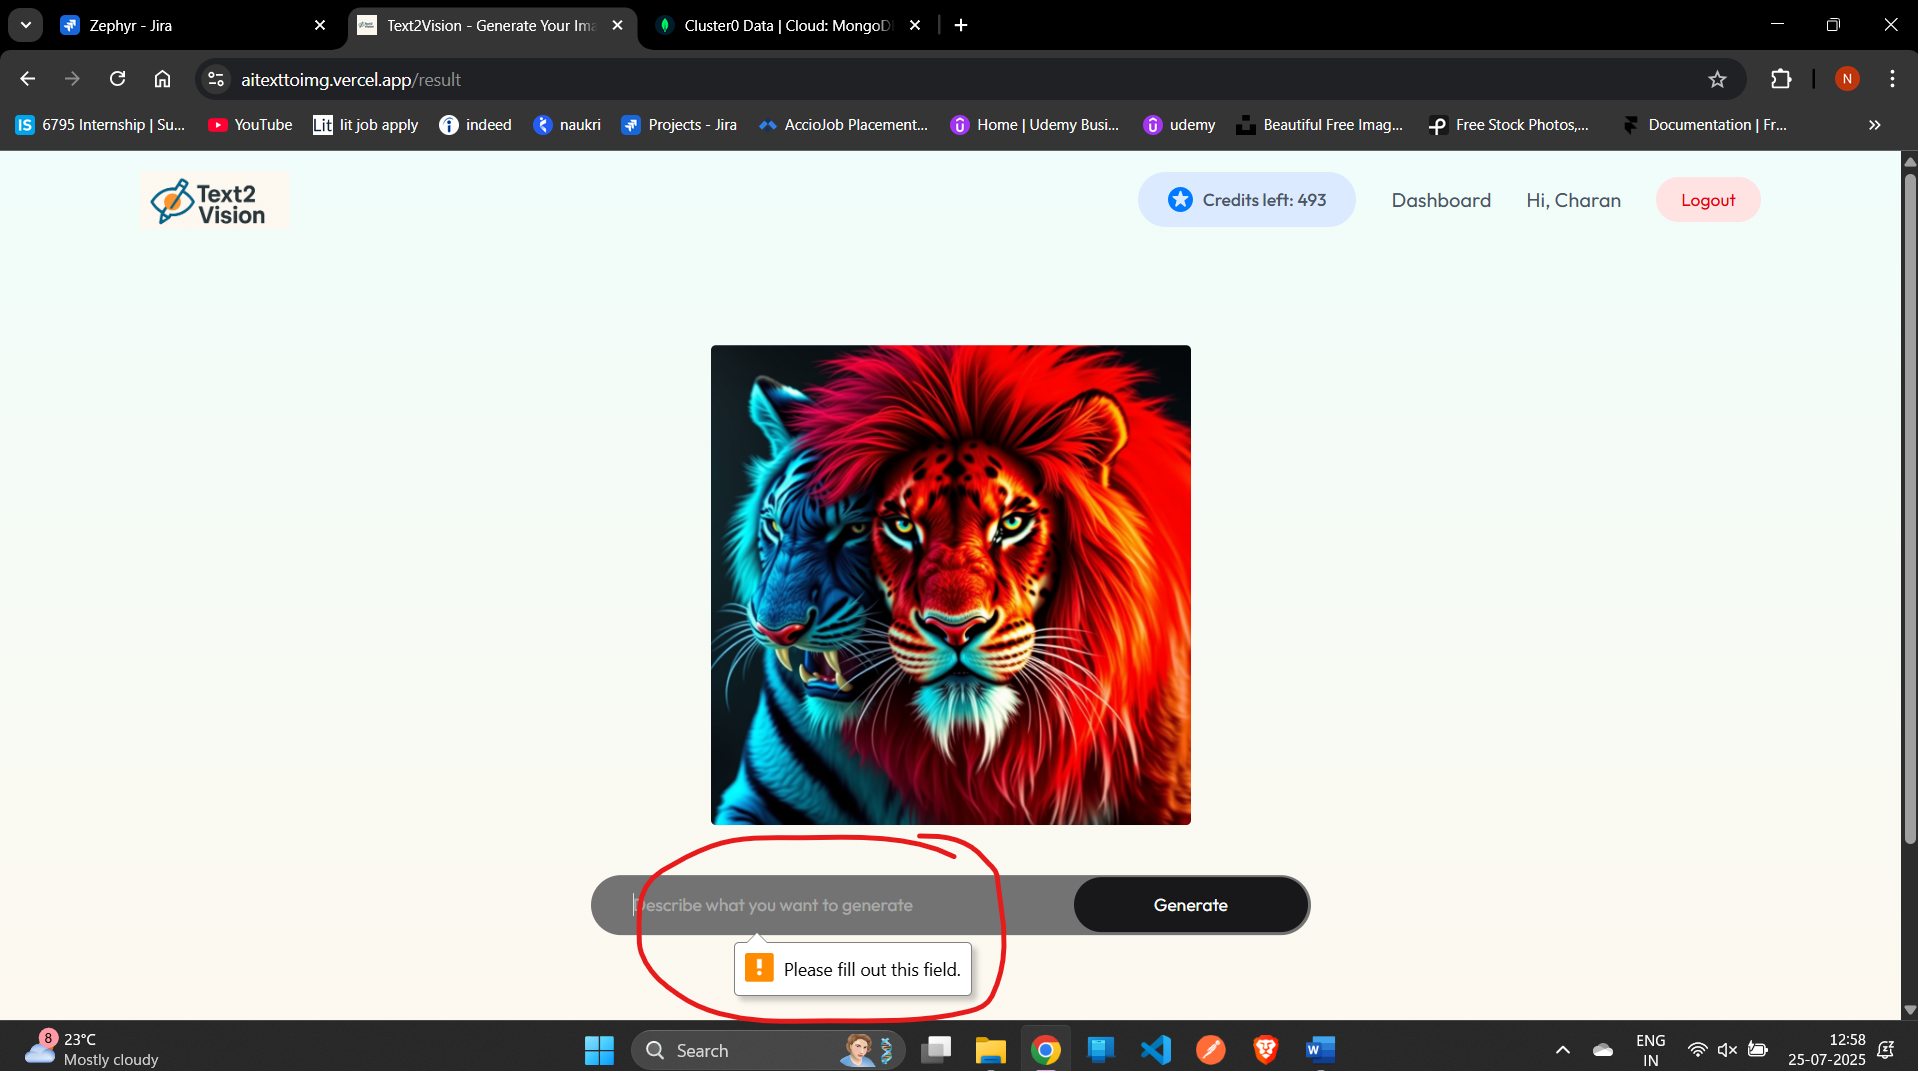 Zephyr - Jira
Text2Vision - Generate Your Ima
Cluster0 Data | Cloud: MongoD
aitexttoimg.vercel.app/result
N
IS 6795 Internship | Su...
YouTube
Lit lit job apply
indeed
naukri
Projects - Jira
AccioJob Placement...
Home | Udemy Busi...
udemy
Beautiful Free Imag...
Free Stock Photos,...
Documentation | Fr...
Text2
Vision
Credits left: 493
Dashboard
Hi, Charan
Logout
Describe what you want to generate
Generate
Please fill out this field.
8
23°C
Mostly cloudy
Search
W
ENG
IN
12:58
25-07-2025